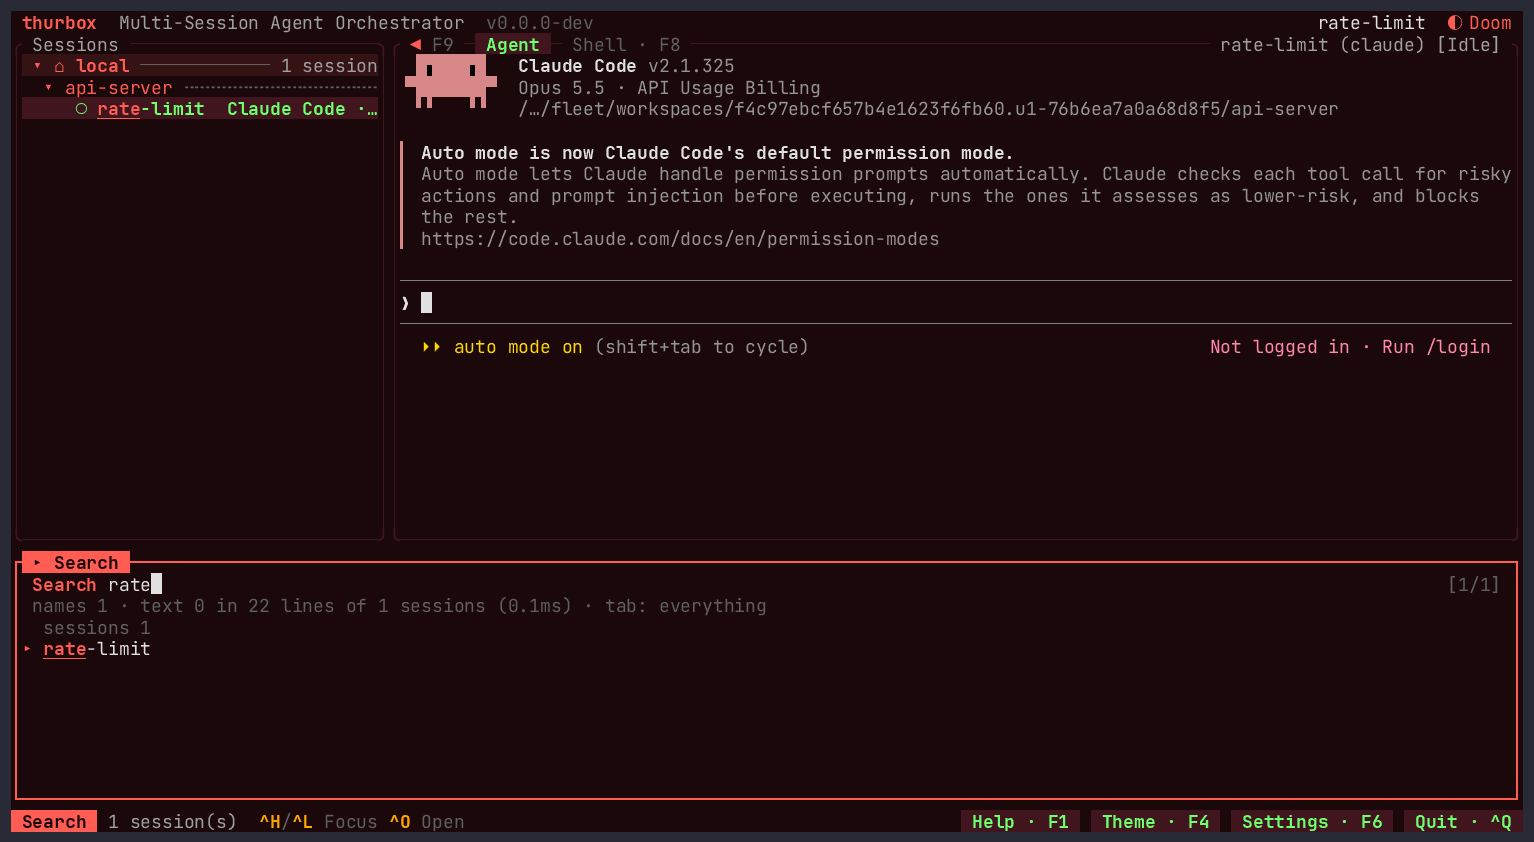 thurbox Multi-Session Agent Orchestrator v0.0.0-dev rate-limit ◐ Doom
Sessions
◀ F9 Agent Shell · F8 rate-limit (claude) [Idle]
▾ ⌂ local 1 session
▾ api-server
○ rate-limit Claude Code ·…
Claude Code v2.1.325
Opus 5.5 · API Usage Billing
/…/fleet/workspaces/f4c97ebcf657b4e1623f6fb60.u1-76b6ea7a0a68d8f5/api-server
Auto mode is now Claude Code's default permission mode.
Auto mode lets Claude handle permission prompts automatically. Claude checks each tool call for risky
actions and prompt injection before executing, runs the ones it assesses as lower-risk, and blocks
the rest.
https://code.claude.com/docs/en/permission-modes
❯
⏵⏵ auto mode on (shift+tab to cycle) Not logged in · Run /login
▸ Search
Search rate [1/1]
names 1 · text 0 in 22 lines of 1 sessions (0.1ms) · tab: everything
sessions 1
▸ rate-limit
Search 1 session(s) ^H/^L Focus ^O Open Help · F1 Theme · F4 Settings · F6 Quit · ^Q